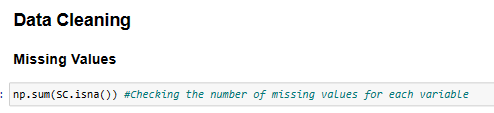 Data Cleaning
Missing Values
: np.sum(SC.isna()) #Checking the number of missing values for each variable